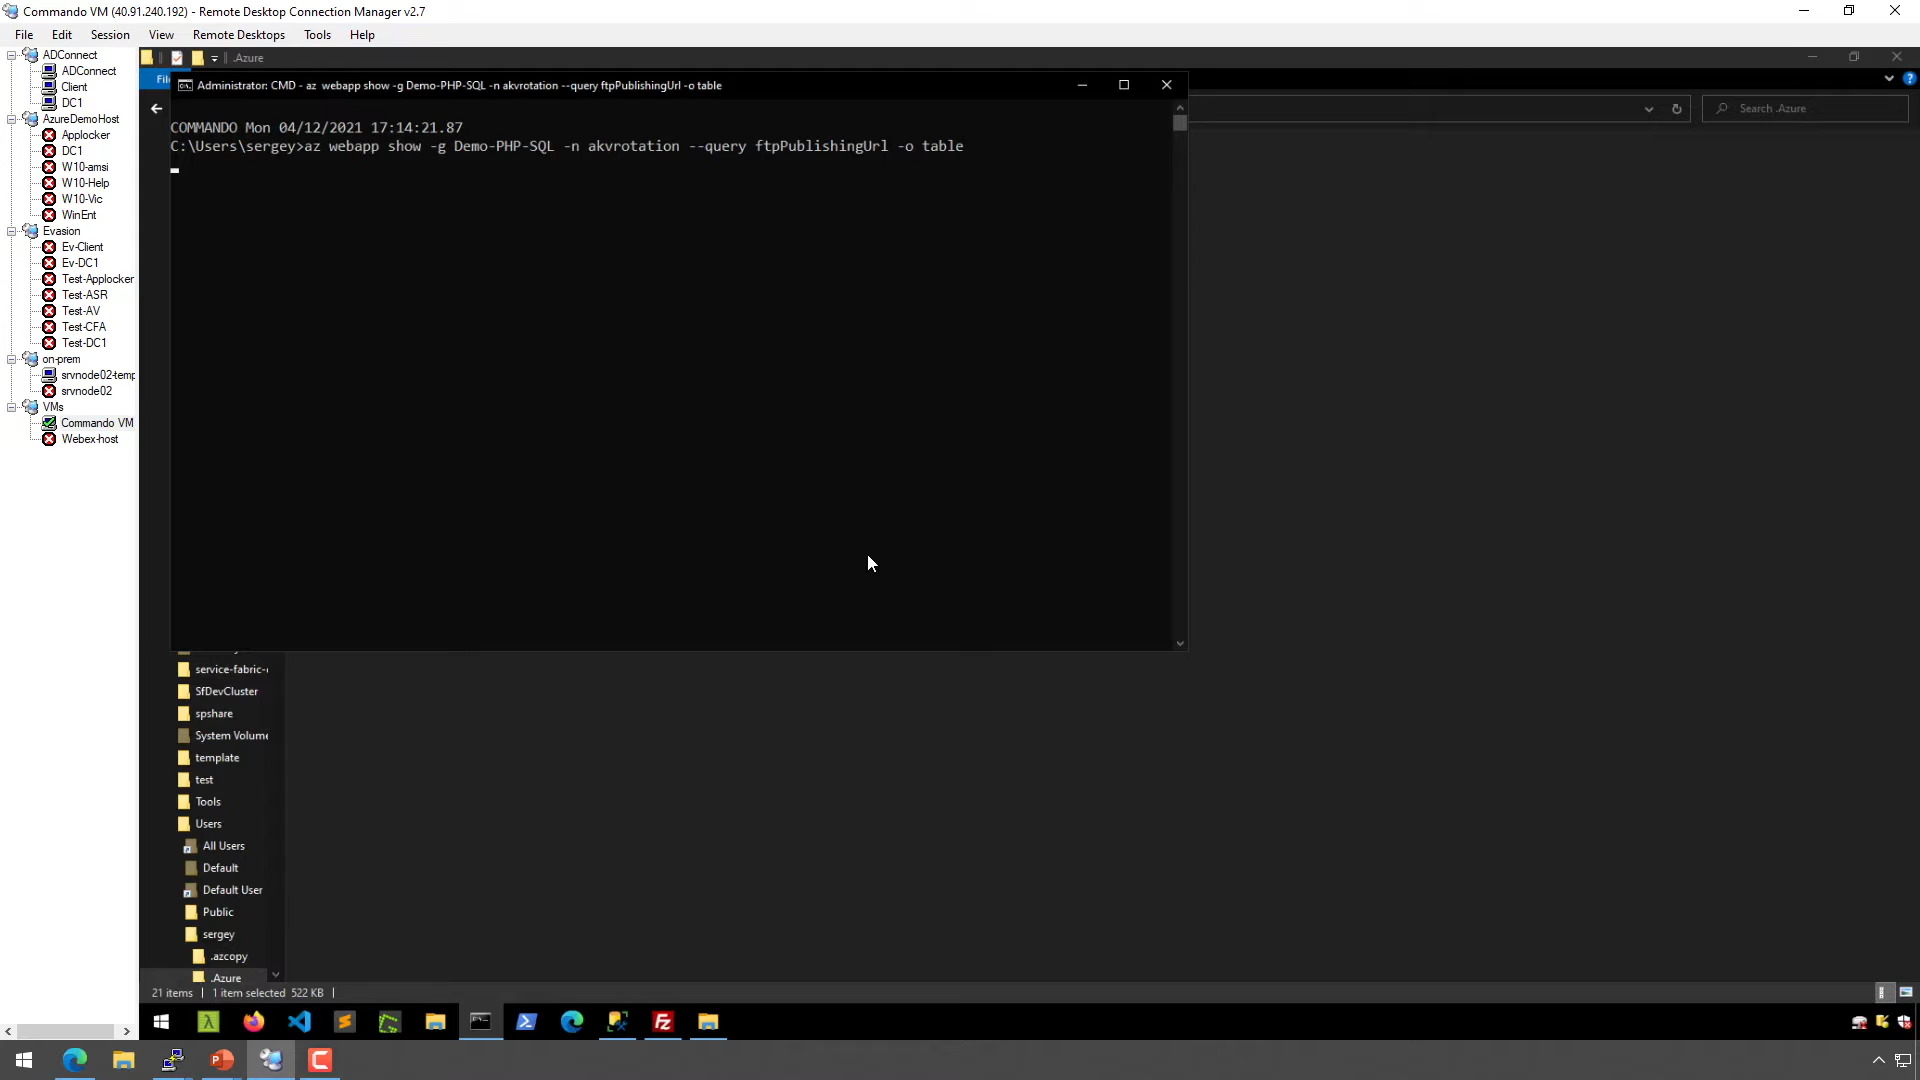 Commando VM (40.91.240.192) - Remote Desktop Connection Manager v2.7
File Edit Session View Remote Desktops Tools Help
ADConnect
ADConnect
Client
DC1
AzureDemoHost
Applocker
DC1
W10-amsi
W10-Help
W10-Vic
WinEnt
Evasion
Ev-Client
Ev-DC1
Test-Applocker
Test-ASR
Test-AV
Test-CFA
Test-DC1
on-prem
srvnode02-temp
srvnode02
VMs
Commando VM
Webex-host
.Azure
Search .Azure
Administrator: CMD - az  webapp show -g Demo-PHP-SQL -n akvrotation --query ftpPublishingUrl -o table
COMMANDO Mon 04/12/2021 17:14:21.87
C:\Users\sergey>az webapp show -g Demo-PHP-SQL -n akvrotation --query ftpPublishingUrl -o table
service-fabric-
SfDevCluster
spshare
System Volume
template
test
Tools
Users
All Users
Default
Default User
Public
sergey
.azcopy
.Azure
21 items | 1 item selected 522 KB |